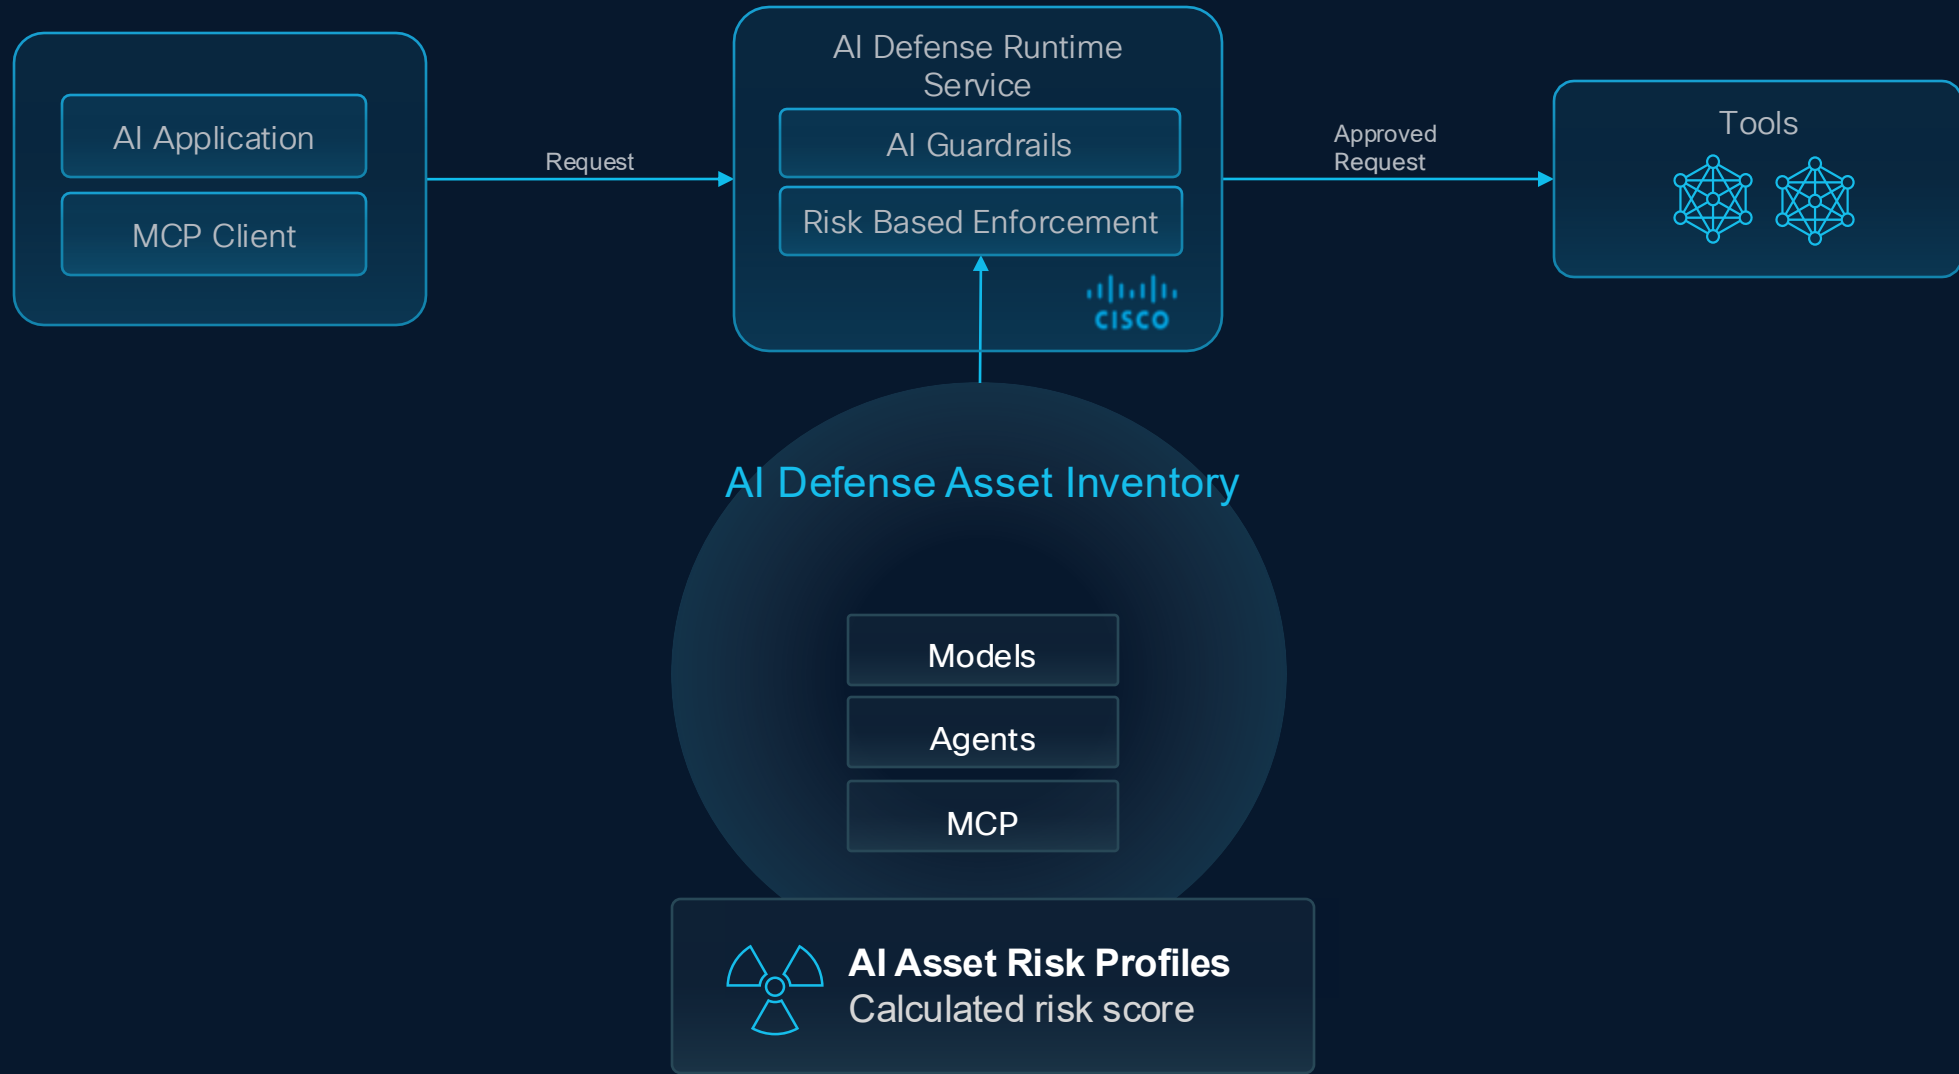 AI Application
MCP Client
Request
AI Defense Runtime
Service
AI Guardrails
Risk Based Enforcement
CISCO
Approved
Request
Tools
AI Defense Asset Inventory
Models
Agents
MCP
AI Asset Risk Profiles
Calculated risk score